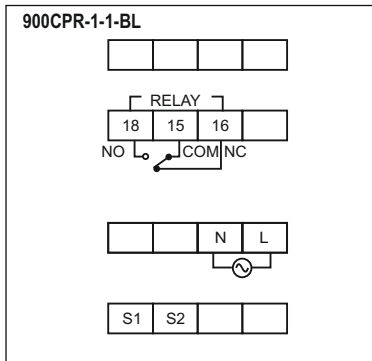 900CPR-1-1-BL
RELAY
18 15 16
NO COM NC
N L
S1 S2